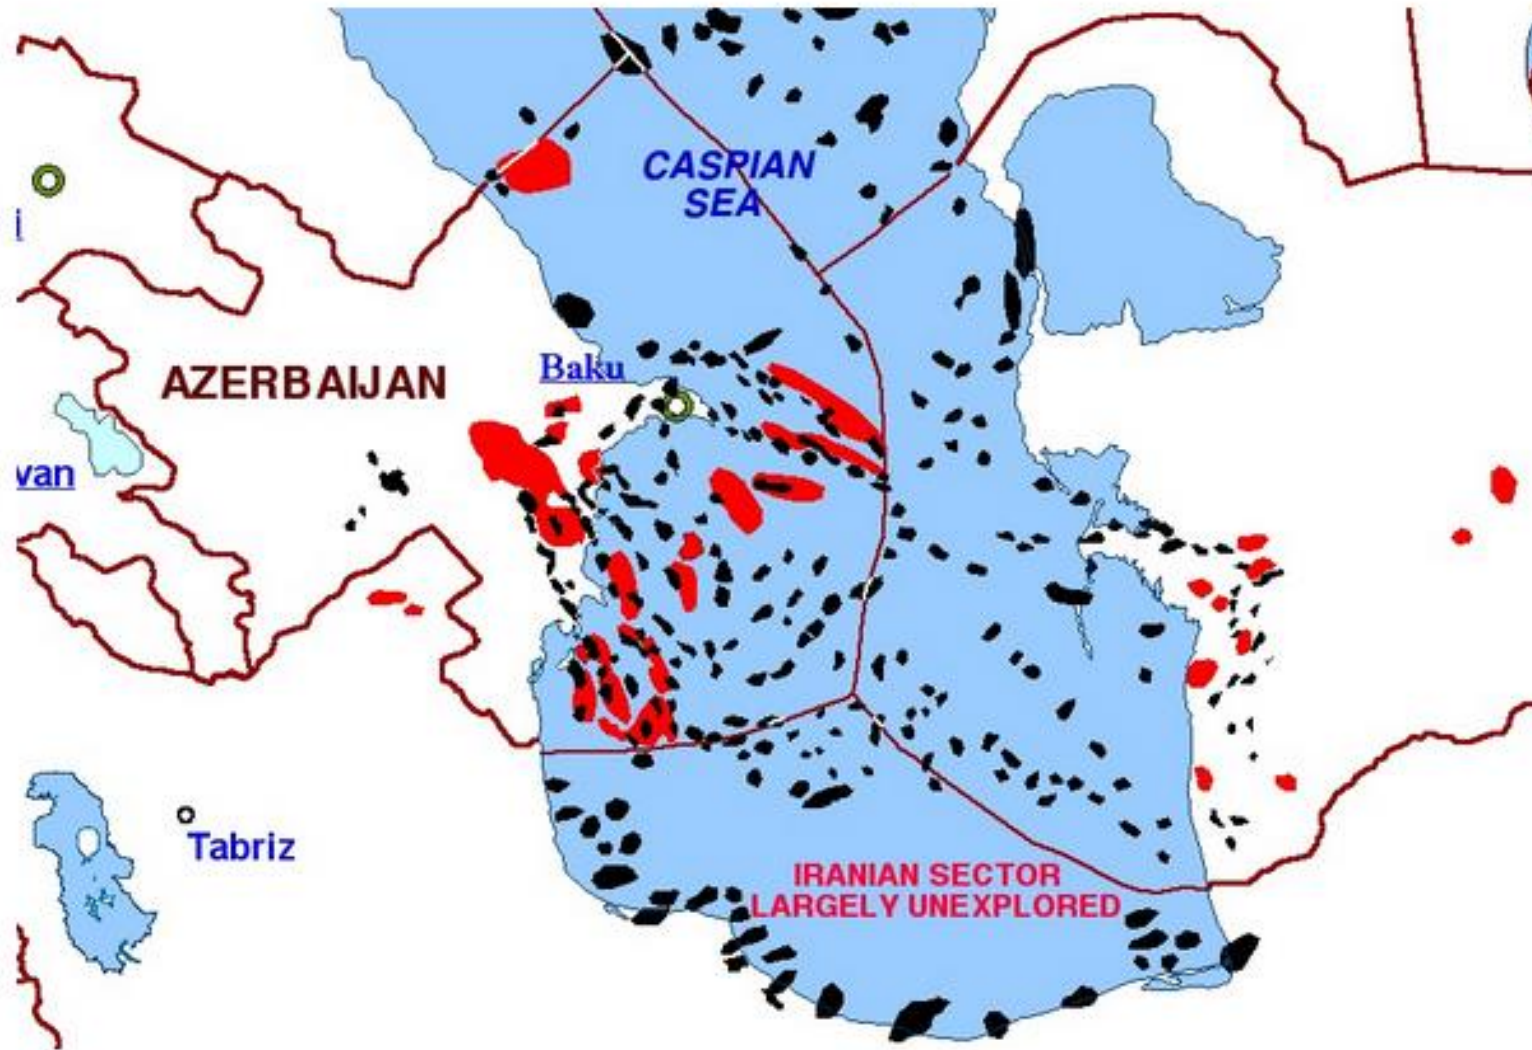 CASPIAN
SEA
i
Baku
AZERBAIJAN
van
Tabriz
IRANIAN SECTOR
LARGELY UNEXPLORED